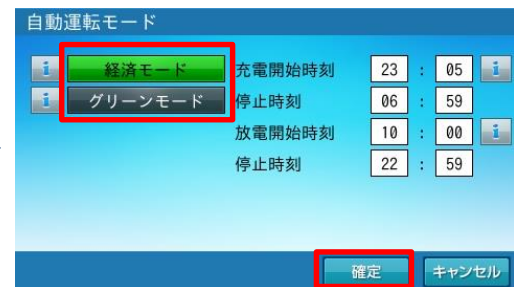 自動運転モード
i 経済モード 充電開始時刻 23 : 05 i
i グリーンモード 停止時刻 06 : 59
放電開始時刻 10 : 00 i
停止時刻 22 : 59
確定 キャンセル